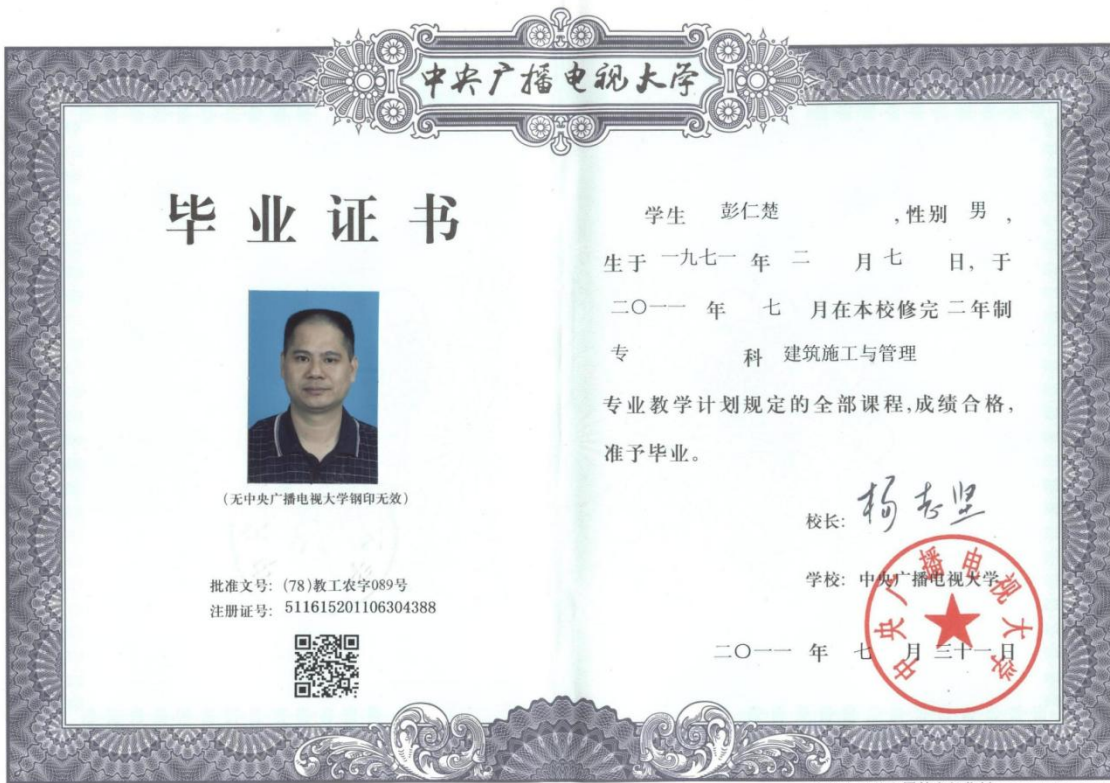 中央广播电视大学
毕业证书
(无中央广播电视大学钢印无效)
批准文号: (78)教工农字089号
注册证号: 511615201106304388
学生 彭仁楚 ,性别 男 ,
生于 一九七一 年 二 月 七 日, 于
二〇一一 年 七 月在本校修完 二年制
专 科 建筑施工与管理
专业教学计划规定的全部课程,成绩合格,
准予毕业。
校长: 杨志坚
学校: 中央广播电视大学
二〇一一 年 七 月 三十一 日
中央广播电视大学